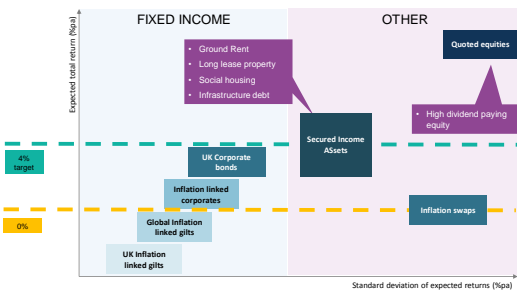 FIXED INCOME
OTHER
Expected total return (%pa)
• Ground Rent
• Long lease property
• Social housing
• Infrastructure debt
Quoted equities
• High dividend paying
equity
Secured Income
ASsets
4%
target
UK Corporate
bonds
Inflation linked
corporates
Inflation swaps
0%
Global Inflation
linked gilts
UK Inflation
linked gilts
Standard deviation of expected returns (%pa)